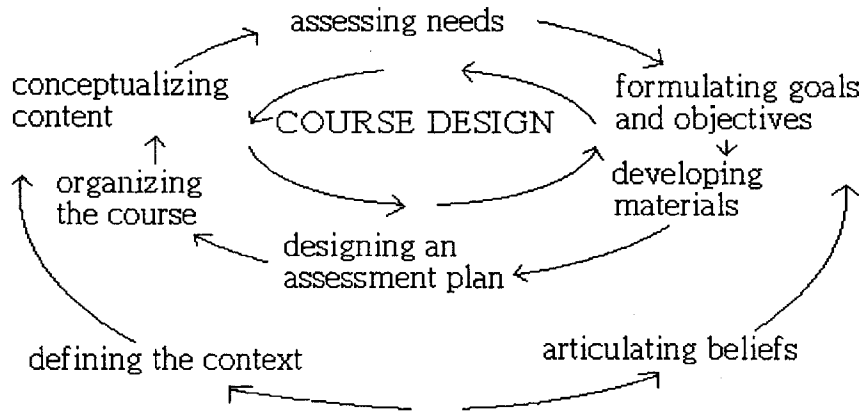 assessing needs
conceptualizing
content
formulating goals
and objectives
COURSE DESIGN
organizing
the course
developing
materials
designing an
assessment plan
defining the context
articulating beliefs